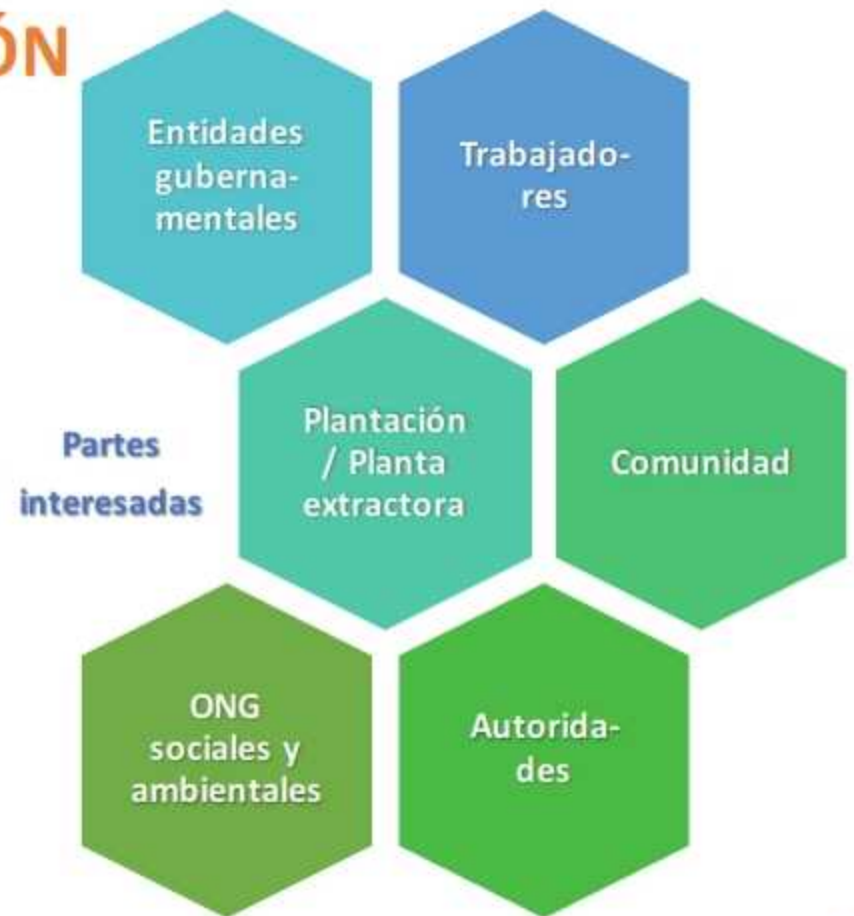 ÓN
Entidades
guberna-
mentales
Trabajado-
res
Partes
interesadas
Plantación
/ Planta
extractora
Comunidad
ONG
sociales y
ambientales
Autorida-
des